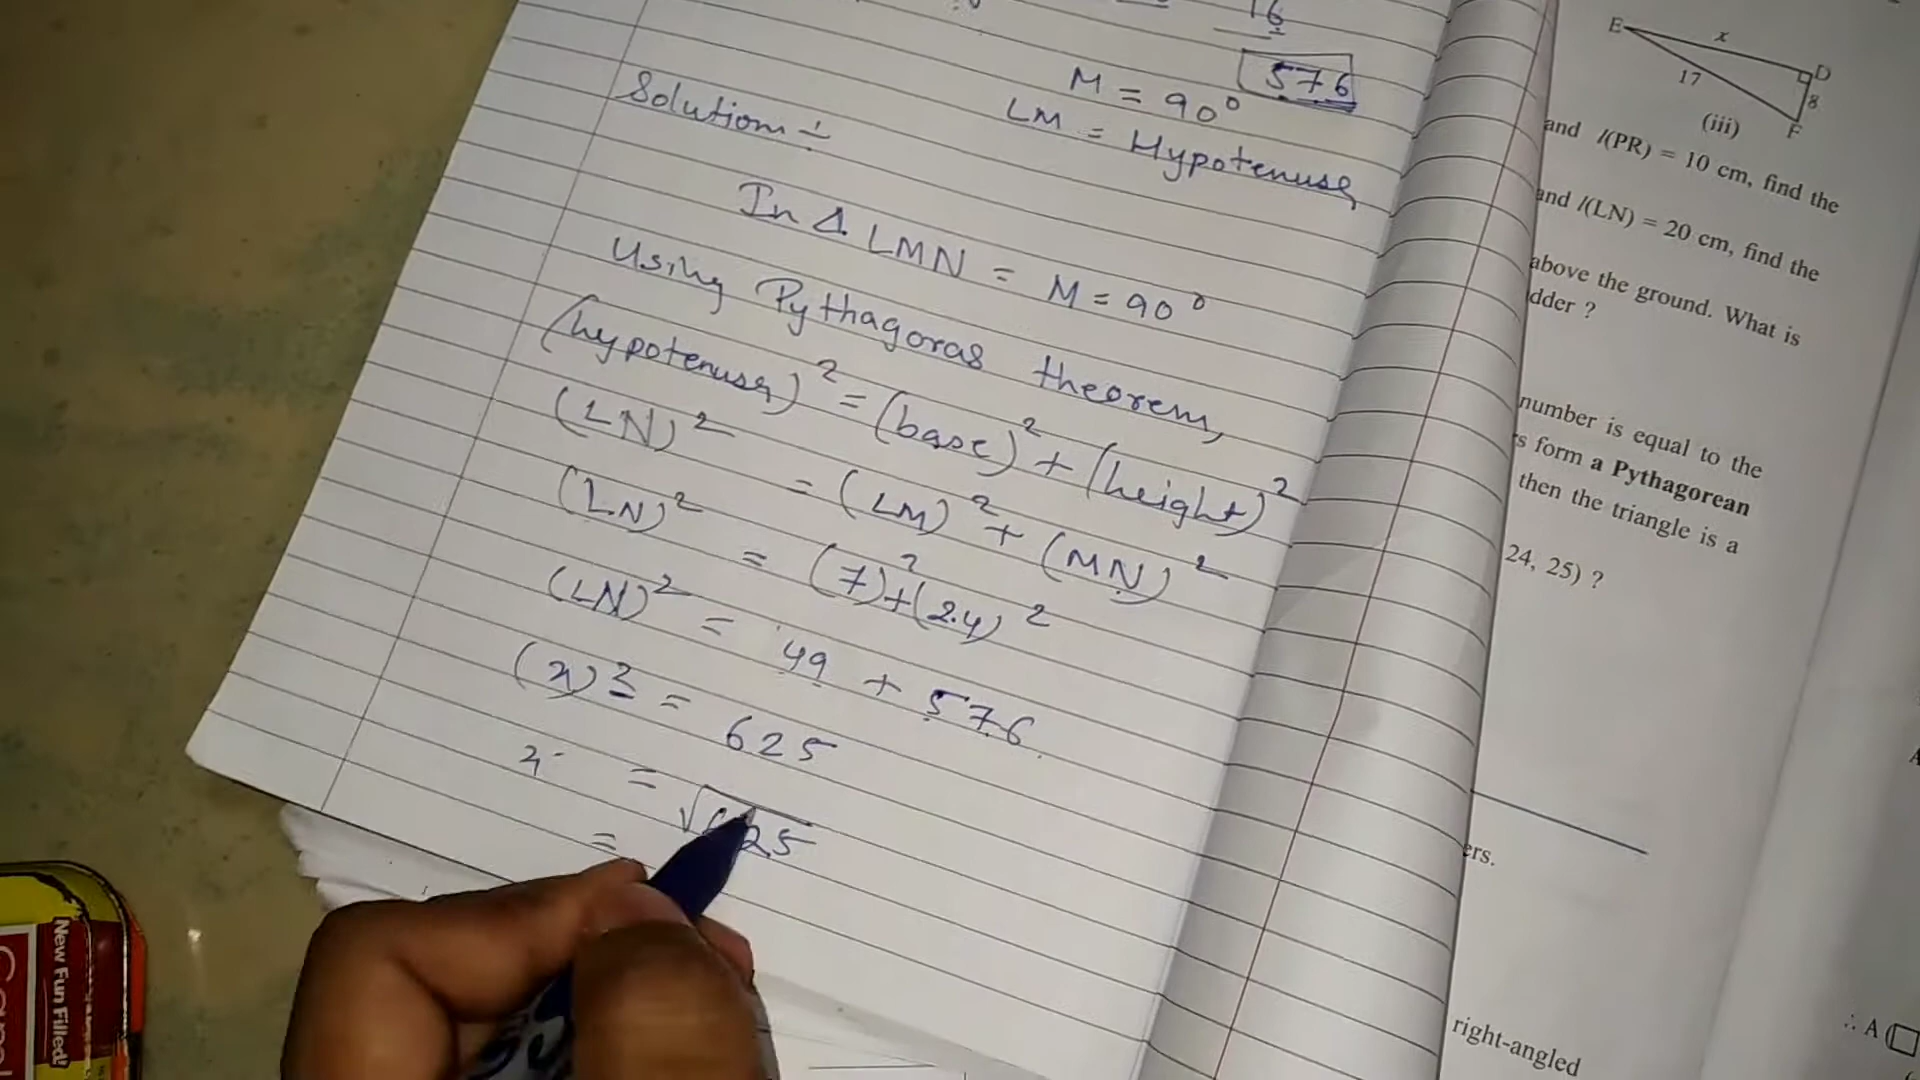 16
576
M = 90°
LM = Hypotenuse
Solution ÷
In Δ LMN = M = 90°
Using Pythagoras theorem,
(hypotenuse)² = (base)² + (height)²
(LN)² = (LM)² + (MN)²
(LN)² = (7)² + (24)²
(LN)² = 49 + 576
(x)² = 625
x = √625
=
E x D
17 8
(iii) F
and l(PR) = 10 cm, find the
and l(LN) = 20 cm, find the
above the ground. What is
dder ?
number is equal to the
s form a Pythagorean
then the triangle is a
24, 25) ?
ers.
right-angled
∴ A
New Fun Filled!